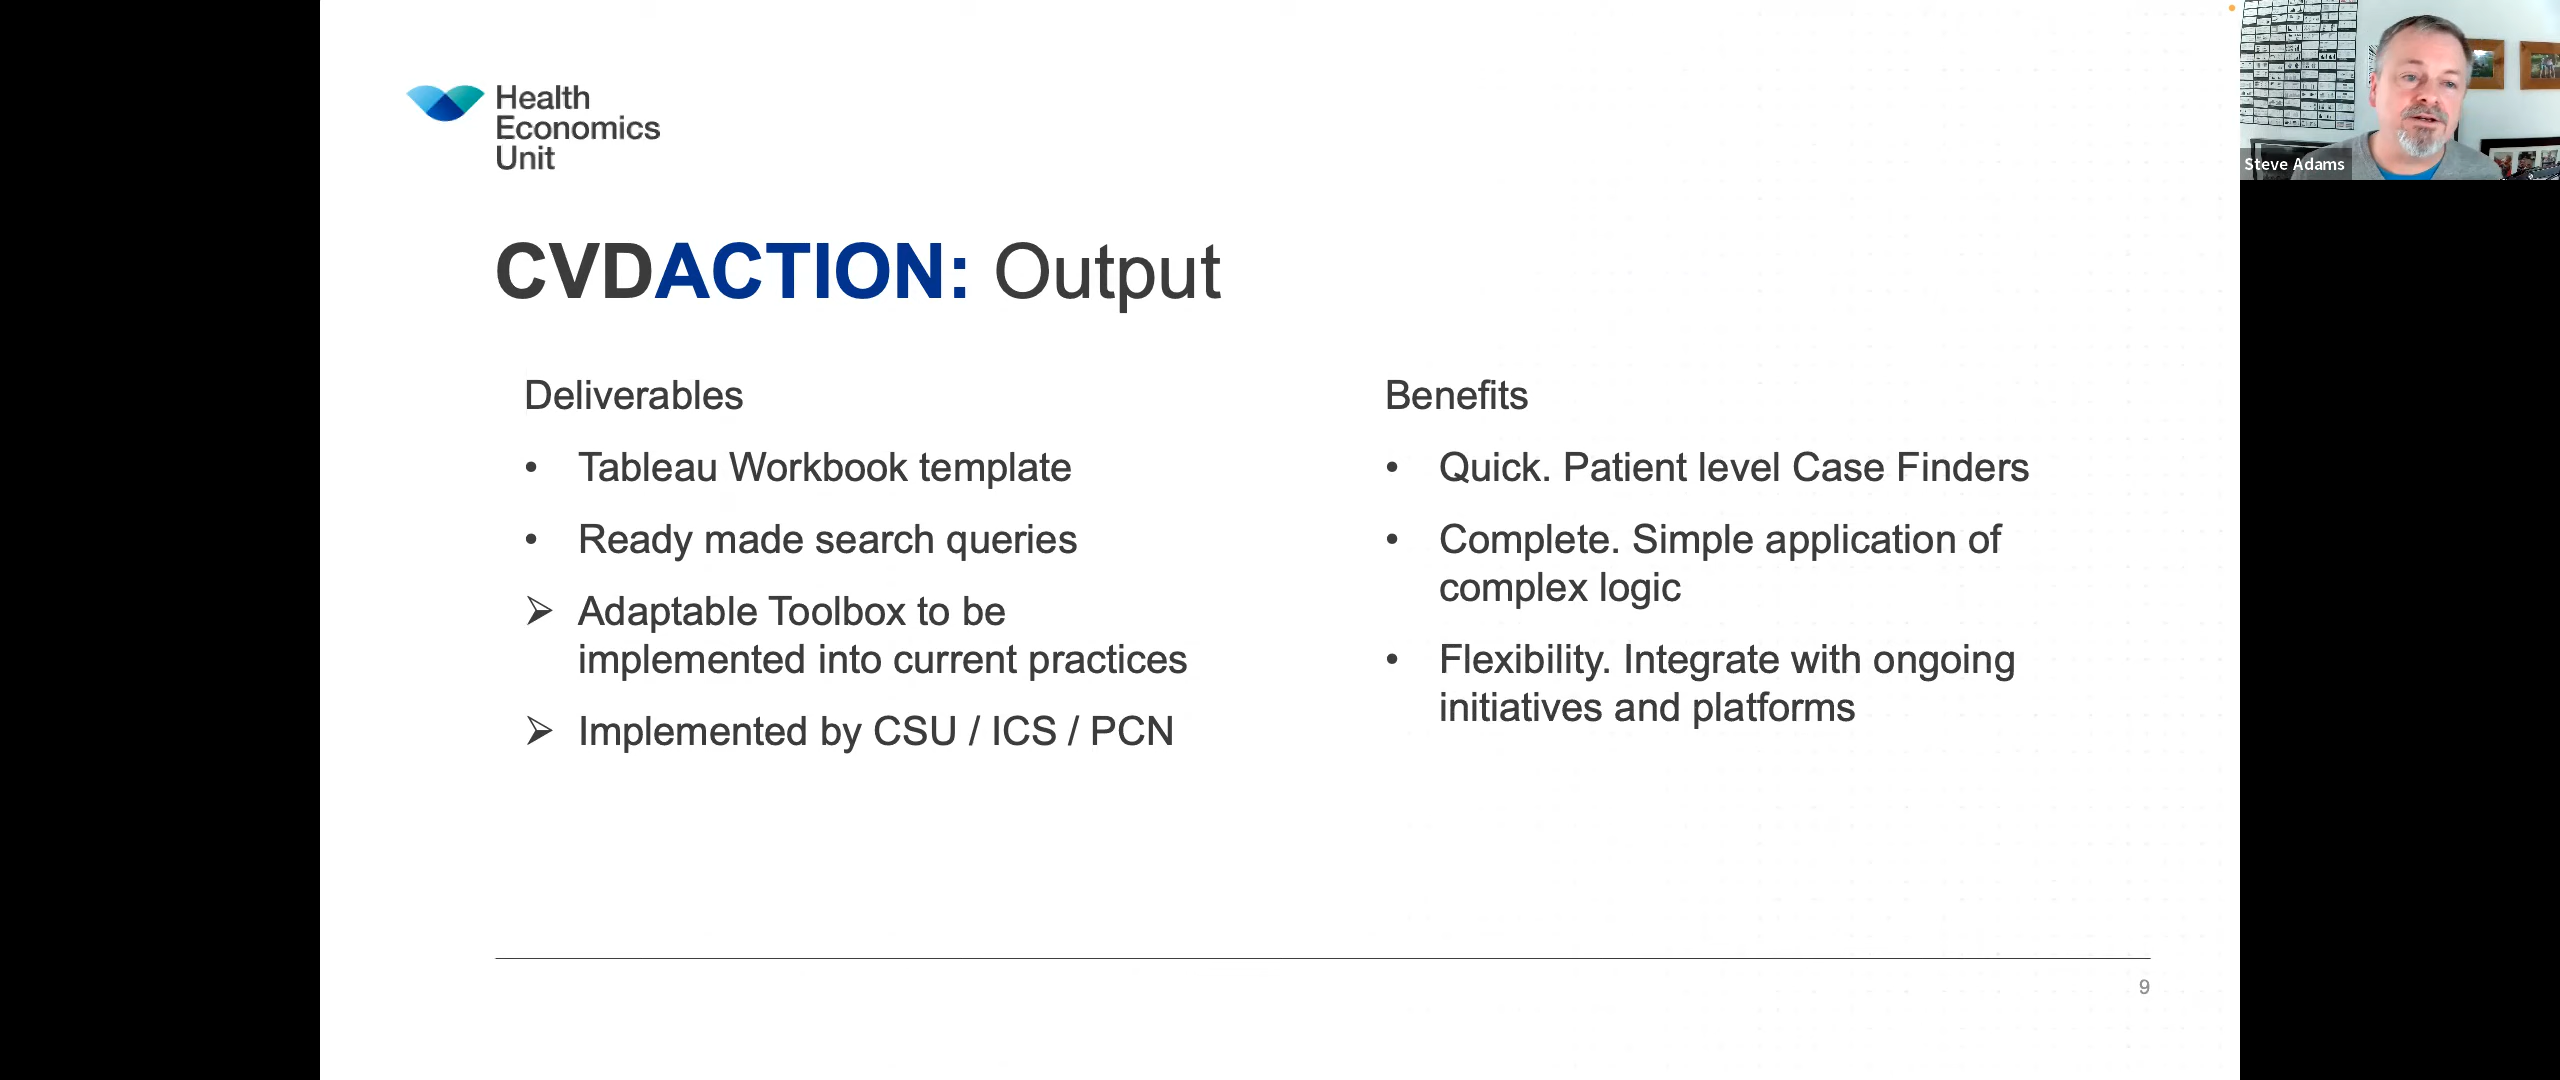 Health
Economics
Unit
CVDACTION: Output
Deliverables
• Tableau Workbook template
• Ready made search queries
➢ Adaptable Toolbox to be
implemented into current practices
➢ Implemented by CSU / ICS / PCN
Benefits
• Quick. Patient level Case Finders
• Complete. Simple application of
complex logic
• Flexibility. Integrate with ongoing
initiatives and platforms
9
Steve Adams